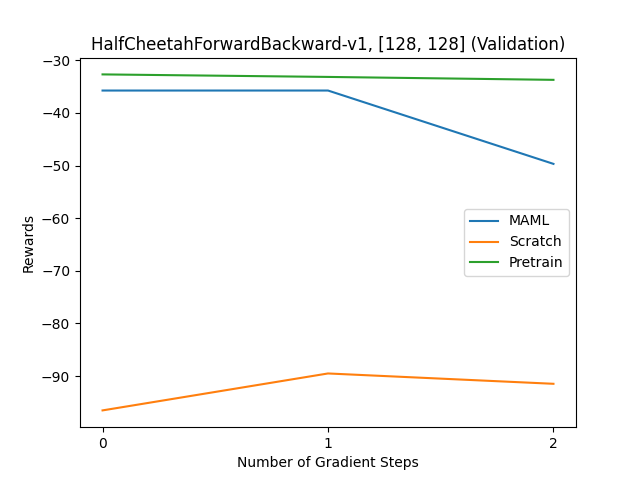 HalfCheetahForwardBackward-v1, [128, 128] (Validation)
−30
−40
−50
−60
−70
−80
−90
Rewards
MAML
Scratch
Pretrain
0
1
2
Number of Gradient Steps